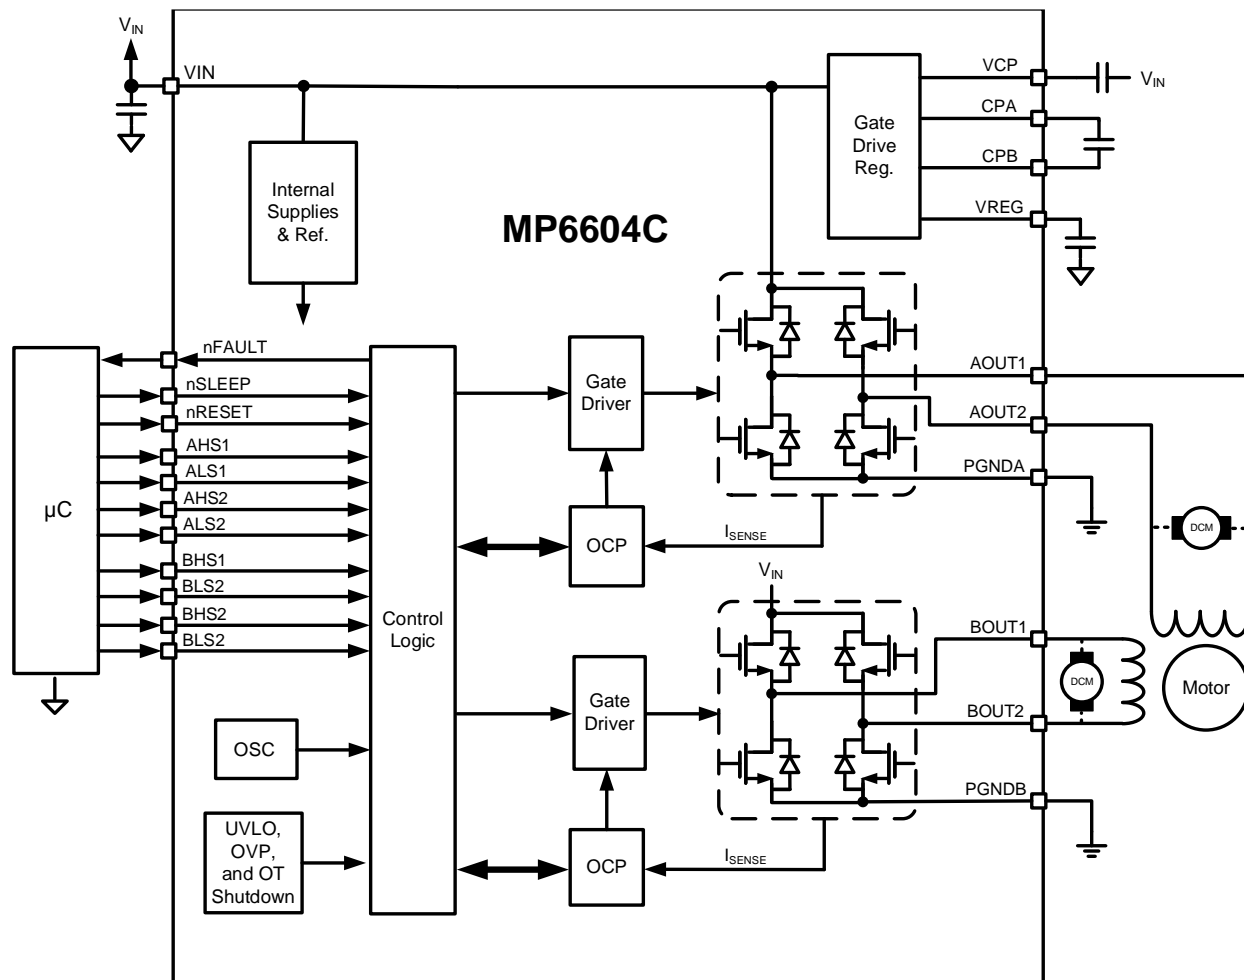 VIN
VIN
VCP
VIN
CPA
Gate
Drive
Reg.
CPB
VREG
Internal
Supplies
& Ref.
MP6604C
nFAULT
nSLEEP
nRESET
AHS1
ALS1
AHS2
ALS2
BHS1
BLS2
BHS2
BLS2
µC
Control
Logic
Gate
Driver
OCP
ISENSE
AOUT1
AOUT2
PGNDA
DCM
VIN
Gate
Driver
OCP
ISENSE
BOUT1
BOUT2
PGNDB
DCM
Motor
OSC
UVLO,
OVP,
and OT
Shutdown